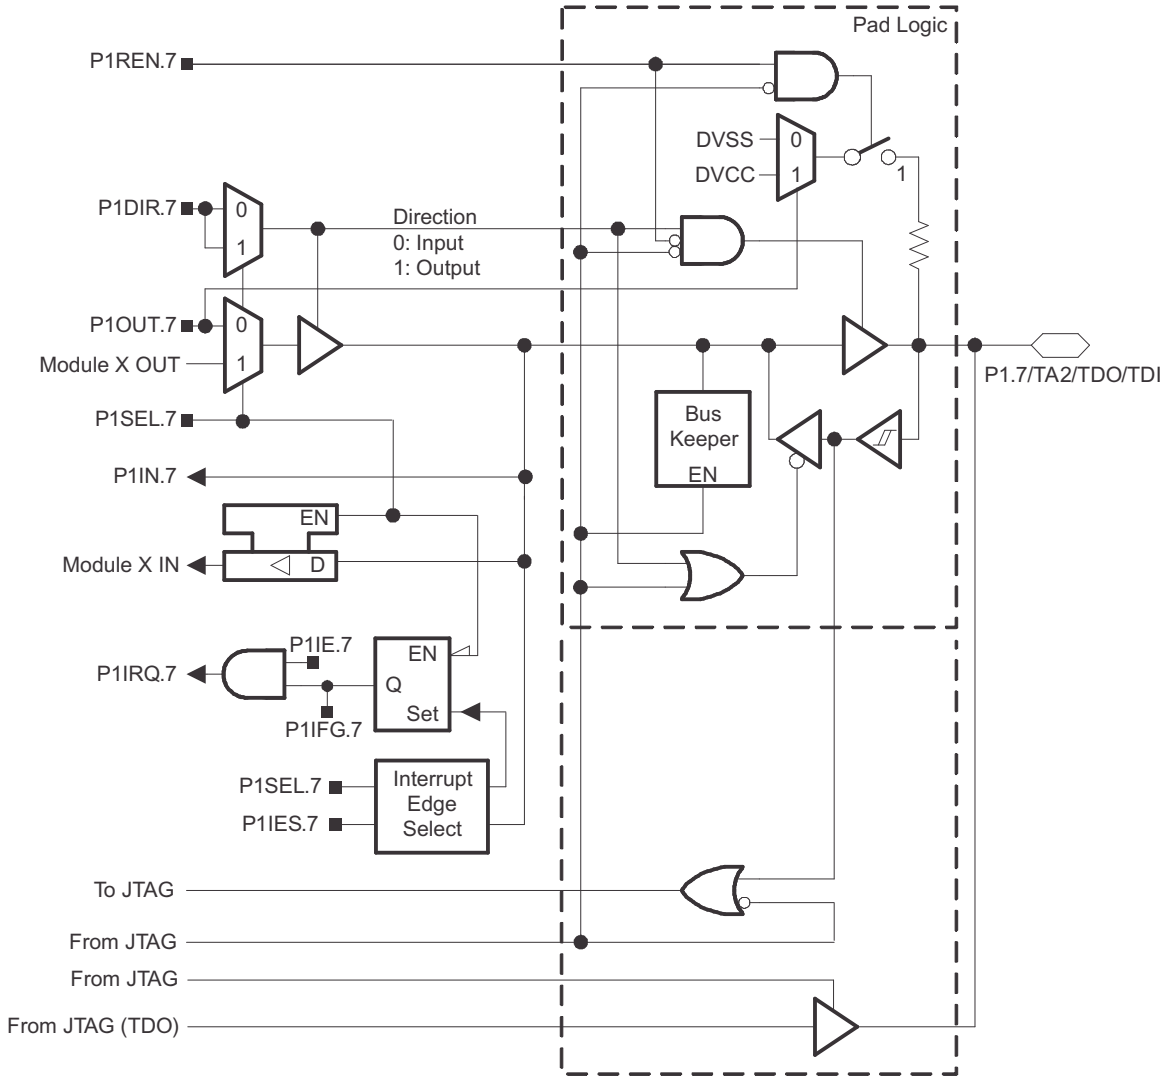 Pad Logic
P1REN.7
DVSS
0
DVCC
1
1
P1DIR.7
0
1
Direction
0: Input
1: Output
P1OUT.7
0
Module X OUT
1
P1.7/TA2/TDO/TDI
P1SEL.7
Bus
Keeper
EN
P1IN.7
EN
Module X IN
D
P1IE.7
EN
P1IRQ.7
Q
Set
P1IFG.7
P1SEL.7
Interrupt
Edge
Select
P1IES.7
To JTAG
From JTAG
From JTAG
From JTAG (TDO)